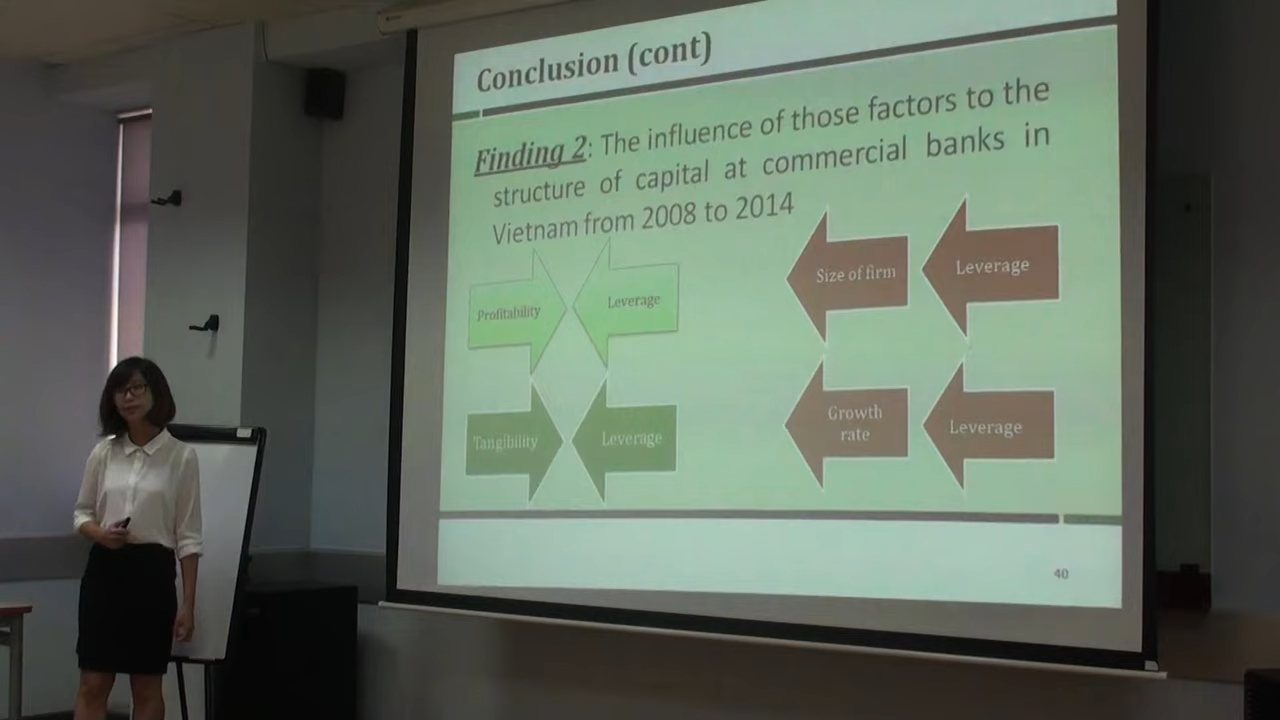 Conclusion (cont)
Finding 2: The influence of those factors to the
structure of capital at commercial banks in
Vietnam from 2008 to 2014
Profitability
Leverage
Size of firm
Leverage
Tangibility
Leverage
Growth
rate
Leverage
40